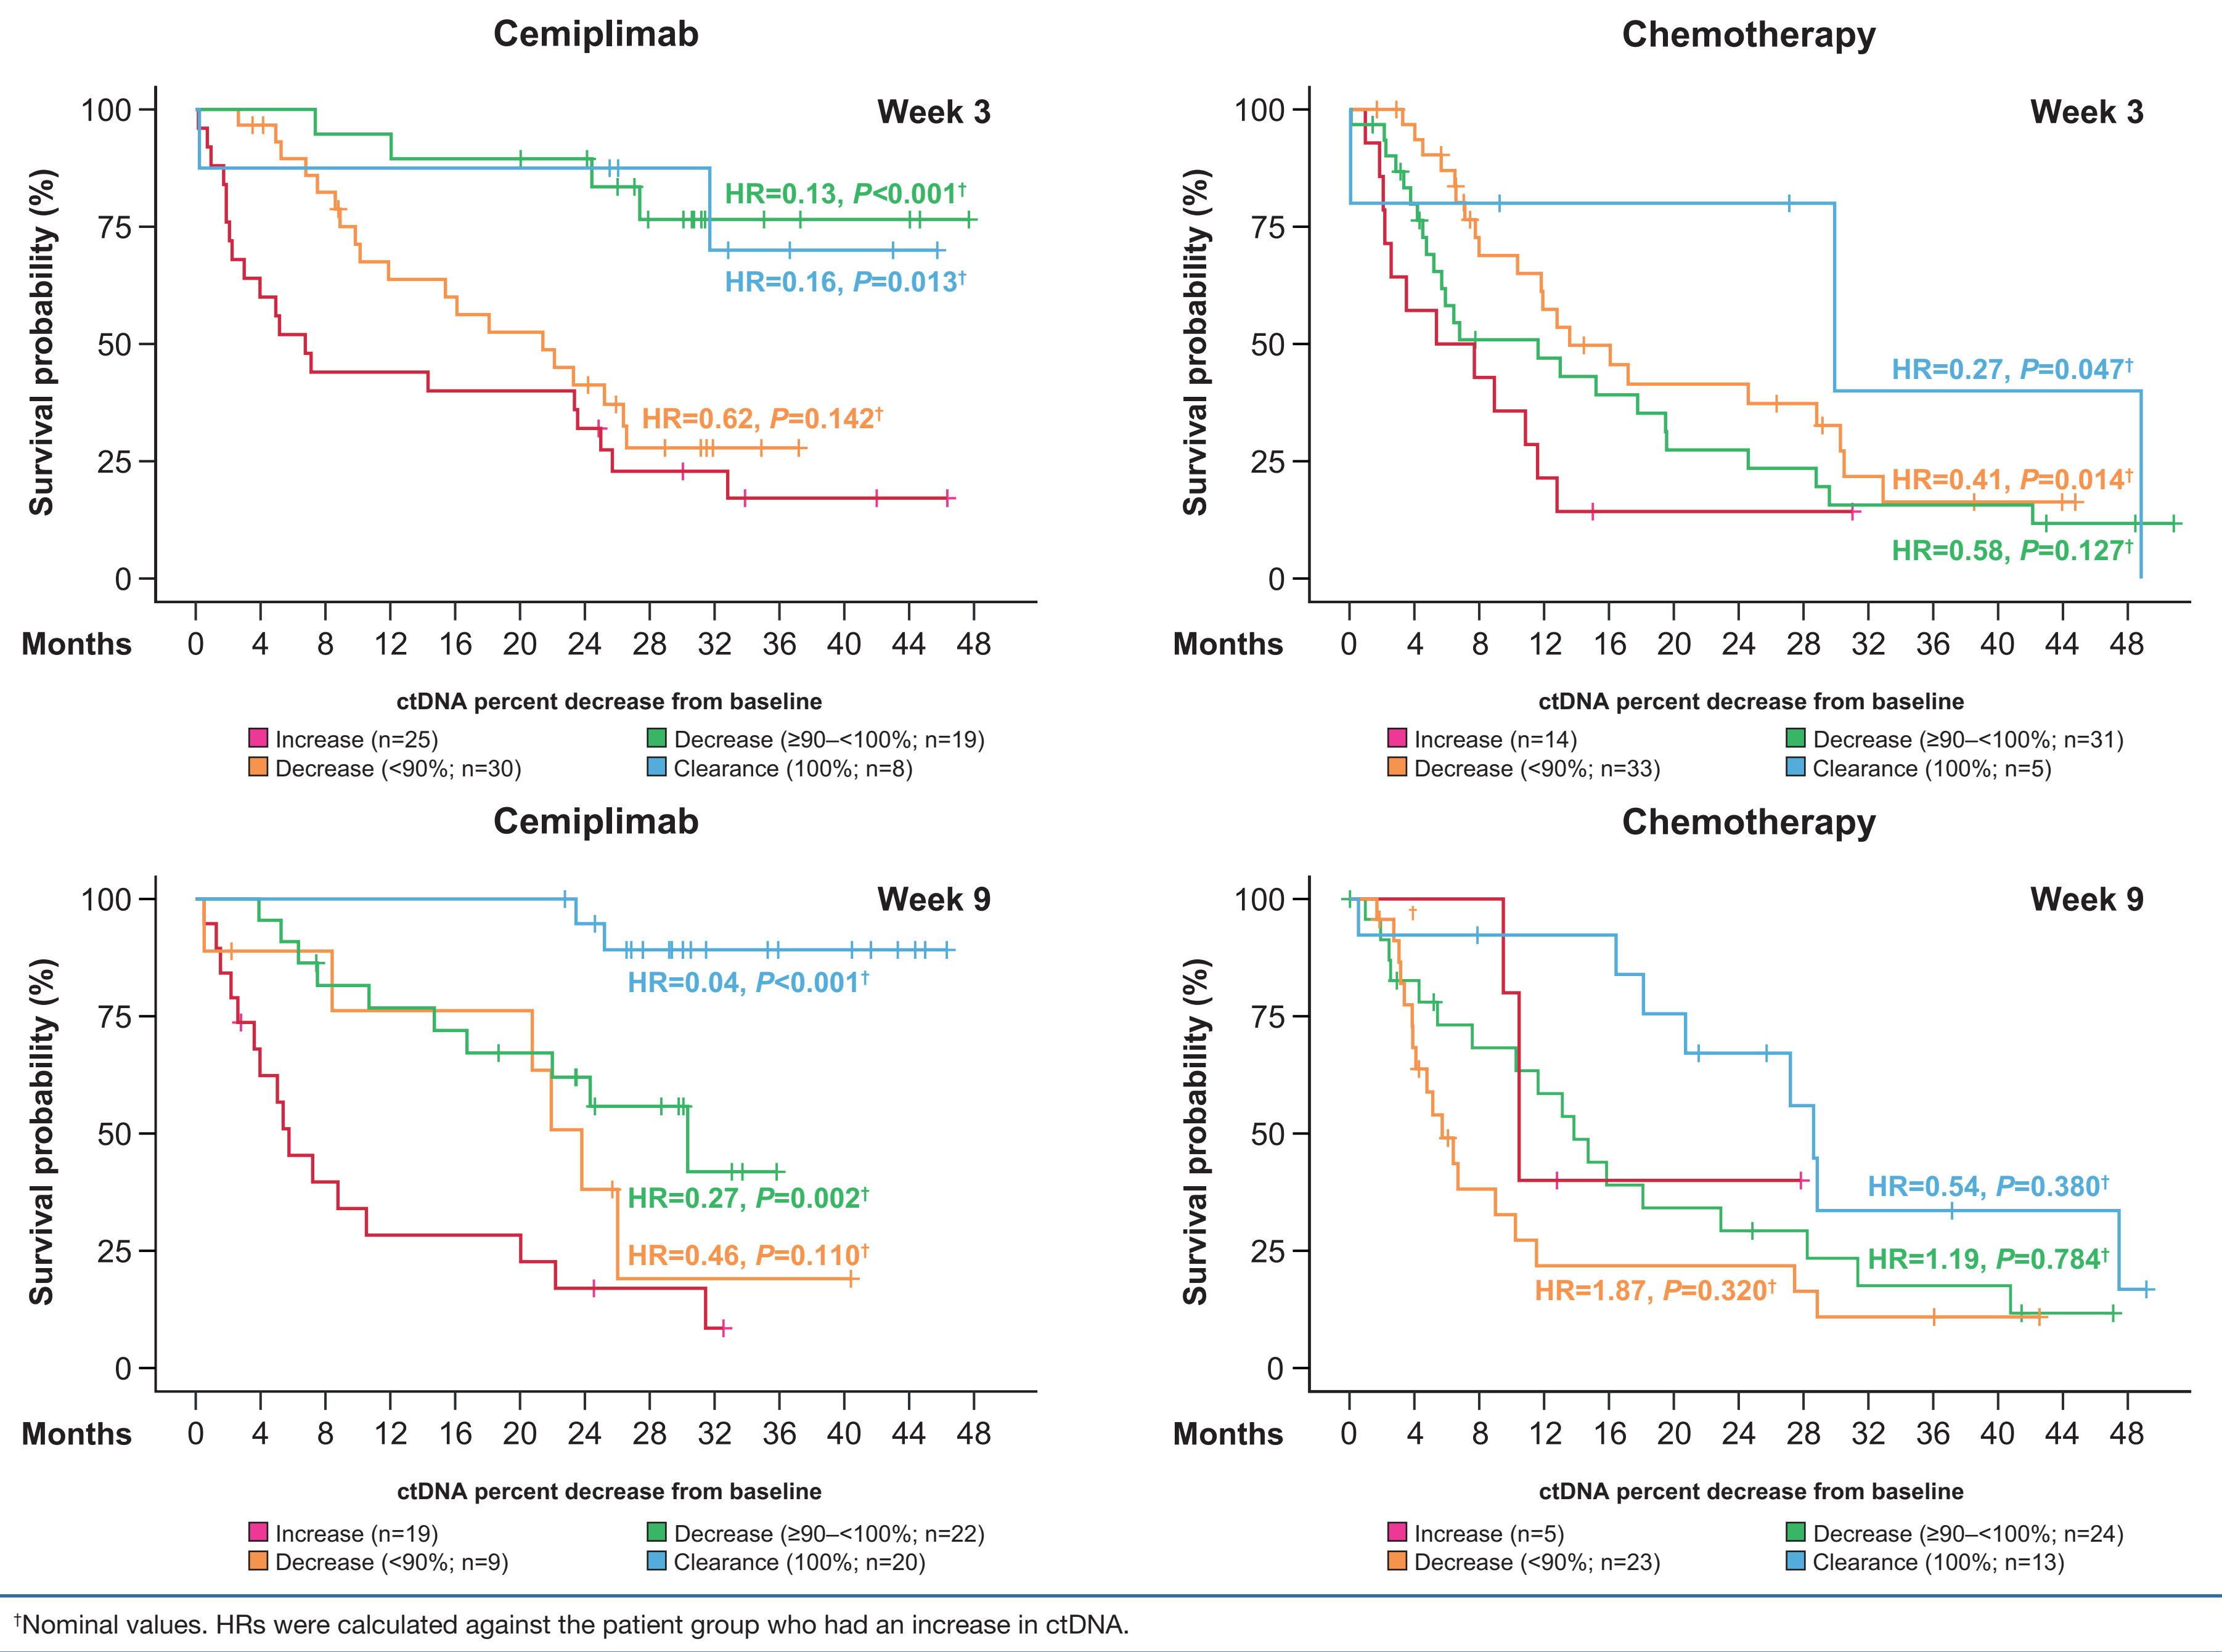 Cemiplimab
Week 3
Survival probability (%)
100
75
50
25
0
HR=0.13, P<0.001†
HR=0.16, P=0.013†
HR=0.62, P=0.142†
Months 0 4 8 12 16 20 24 28 32 36 40 44 48
ctDNA percent decrease from baseline
Increase (n=25)
Decrease (≥90–<100%; n=19)
Decrease (<90%; n=30)
Clearance (100%; n=8)
Chemotherapy
Week 3
Survival probability (%)
100
75
50
25
0
HR=0.27, P=0.047†
HR=0.41, P=0.014†
HR=0.58, P=0.127†
Months 0 4 8 12 16 20 24 28 32 36 40 44 48
ctDNA percent decrease from baseline
Increase (n=14)
Decrease (≥90–<100%; n=31)
Decrease (<90%; n=33)
Clearance (100%; n=5)
Cemiplimab
Week 9
Survival probability (%)
100
75
50
25
0
HR=0.04, P<0.001†
HR=0.27, P=0.002†
HR=0.46, P=0.110†
Months 0 4 8 12 16 20 24 28 32 36 40 44 48
ctDNA percent decrease from baseline
Increase (n=19)
Decrease (≥90–<100%; n=22)
Decrease (<90%; n=9)
Clearance (100%; n=20)
Chemotherapy
Week 9
Survival probability (%)
100
75
50
25
0
†
HR=0.54, P=0.380†
HR=1.19, P=0.784†
HR=1.87, P=0.320†
Months 0 4 8 12 16 20 24 28 32 36 40 44 48
ctDNA percent decrease from baseline
Increase (n=5)
Decrease (≥90–<100%; n=24)
Decrease (<90%; n=23)
Clearance (100%; n=13)
†Nominal values. HRs were calculated against the patient group who had an increase in ctDNA.